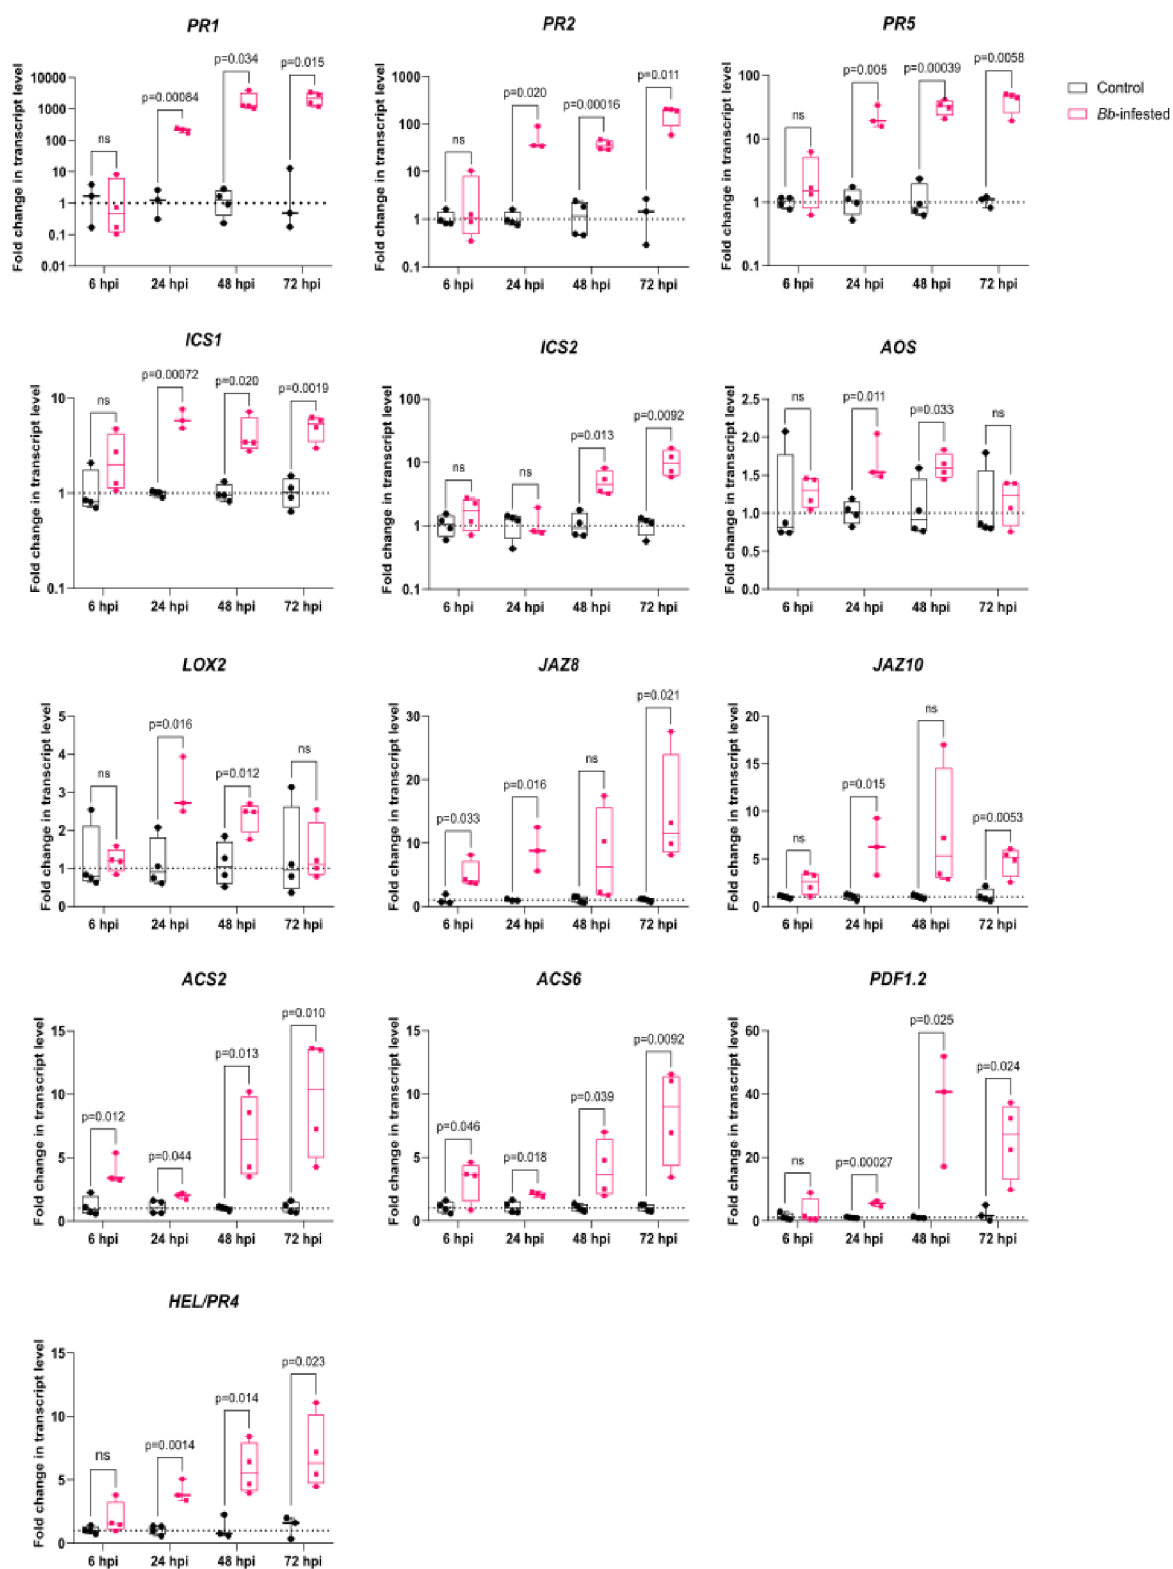 PR1
Fold change in transcript level
10000
1000
100
10
1
0.1
0.01
ns
p=0.00084
p=0.034
p=0.015
6 hpi 24 hpi 48 hpi 72 hpi
PR2
Fold change in transcript level
1000
100
10
1
0.1
ns
p=0.020
p=0.00016
p=0.011
6 hpi 24 hpi 48 hpi 72 hpi
PR5
Fold change in transcript level
100
10
1
0.1
ns
p=0.005
p=0.00039
p=0.0058
6 hpi 24 hpi 48 hpi 72 hpi
Control
Bb-infested
ICS1
Fold change in transcript level
10
1
0.1
ns
p=0.00072
p=0.020
p=0.0019
6 hpi 24 hpi 48 hpi 72 hpi
ICS2
Fold change in transcript level
100
10
1
0.1
ns
ns
p=0.013
p=0.0092
6 hpi 24 hpi 48 hpi 72 hpi
AOS
Fold change in transcript level
2.5
2.0
1.5
1.0
0.5
0.0
ns
p=0.011
p=0.033
ns
6 hpi 24 hpi 48 hpi 72 hpi
LOX2
Fold change in transcript level
5
4
3
2
1
0
ns
p=0.016
p=0.012
ns
6 hpi 24 hpi 48 hpi 72 hpi
JAZ8
Fold change in transcript level
30
20
10
0
p=0.033
p=0.016
ns
p=0.021
6 hpi 24 hpi 48 hpi 72 hpi
JAZ10
Fold change in transcript level
20
15
10
5
0
ns
p=0.015
ns
p=0.0053
6 hpi 24 hpi 48 hpi 72 hpi
ACS2
Fold change in transcript level
15
10
5
0
p=0.012
p=0.044
p=0.013
p=0.010
6 hpi 24 hpi 48 hpi 72 hpi
ACS6
Fold change in transcript level
15
10
5
0
p=0.046
p=0.018
p=0.039
p=0.0092
6 hpi 24 hpi 48 hpi 72 hpi
PDF1.2
Fold change in transcript level
60
40
20
0
ns
p=0.00027
p=0.025
p=0.024
6 hpi 24 hpi 48 hpi 72 hpi
HEL/PR4
Fold change in transcript level
15
10
5
0
ns
p=0.0014
p=0.014
p=0.023
6 hpi 24 hpi 48 hpi 72 hpi